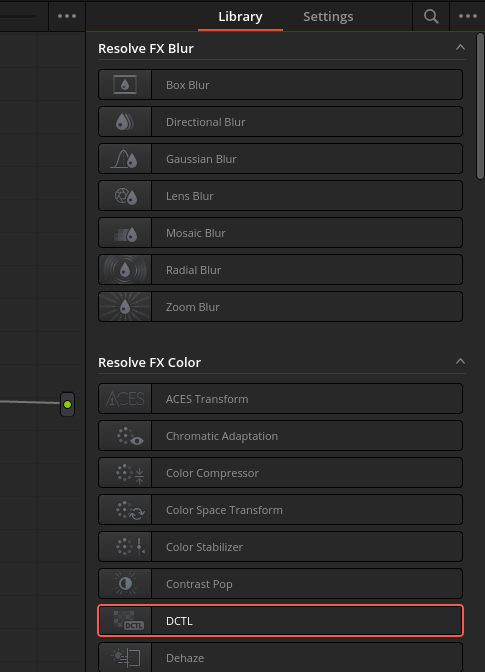 Library
Settings
Resolve FX Blur
Box Blur
Directional Blur
Gaussian Blur
Lens Blur
Mosaic Blur
Radial Blur
Zoom Blur
Resolve FX Color
ACES
ACES Transform
Chromatic Adaptation
Color Compressor
Color Space Transform
Color Stabilizer
Contrast Pop
DCTL
DCTL
Dehaze